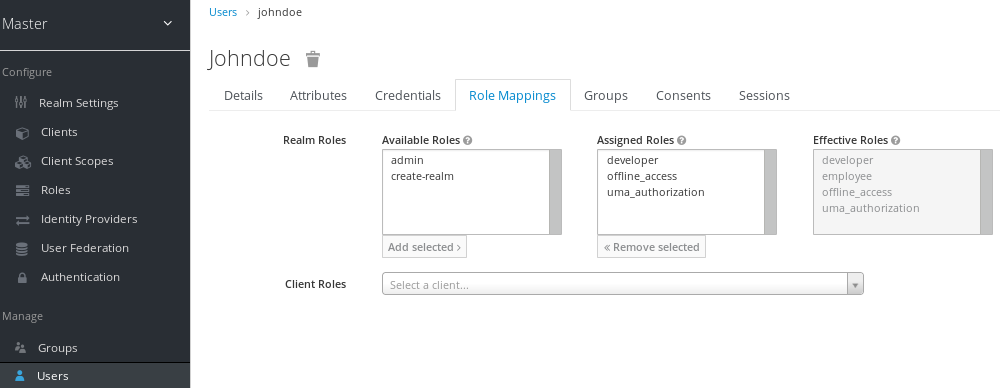 Master
Configure
Realm Settings
Clients
Client Scopes
Roles
Identity Providers
User Federation
Authentication
Manage
Groups
Users
Users › johndoe
Johndoe
Details Attributes Credentials Role Mappings Groups Consents Sessions
Realm Roles
Available Roles
admin
create-realm
Add selected ›
Assigned Roles
developer
offline_access
uma_authorization
« Remove selected
Effective Roles
developer
employee
offline_access
uma_authorization
Client Roles
Select a client...